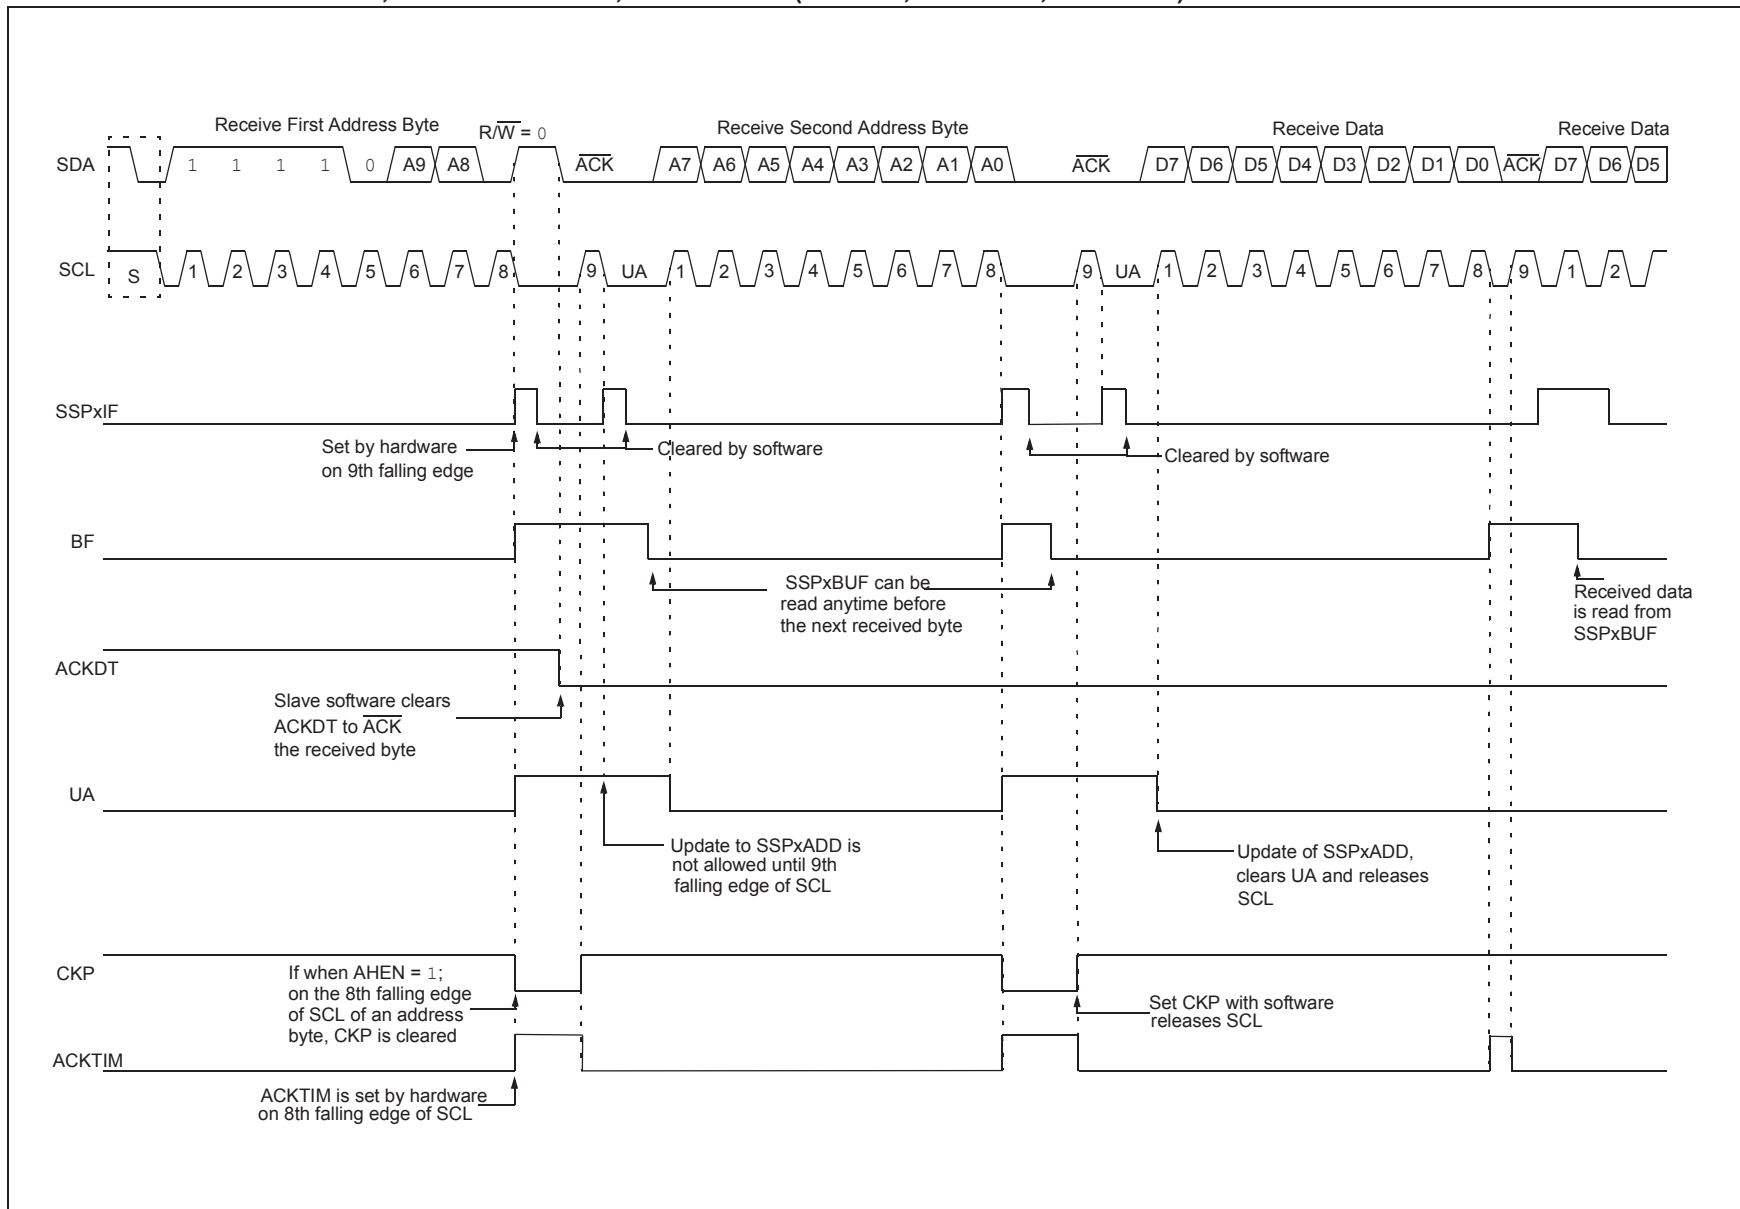 Receive First Address Byte
R/W = 0
Receive Second Address Byte
Receive Data
Receive Data
SDA
1 1 1 1 0 A9 A8 ACK A7 A6 A5 A4 A3 A2 A1 A0 ACK D7 D6 D5 D4 D3 D2 D1 D0 ACK D7 D6 D5
SCL
S 1 2 3 4 5 6 7 8 9 UA 1 2 3 4 5 6 7 8 9 UA 1 2 3 4 5 6 7 8 9 1 2
SSPxIF
Set by hardware
on 9th falling edge
Cleared by software
Cleared by software
BF
SSPxBUF can be
read anytime before
the next received byte
Received data
is read from
SSPxBUF
ACKDT
Slave software clears
ACKDT to ACK
the received byte
UA
Update to SSPxADD is
not allowed until 9th
falling edge of SCL
Update of SSPxADD,
clears UA and releases
SCL
CKP
If when AHEN = 1;
on the 8th falling edge
of SCL of an address
byte, CKP is cleared
Set CKP with software
releases SCL
ACKTIM
ACKTIM is set by hardware
on 8th falling edge of SCL